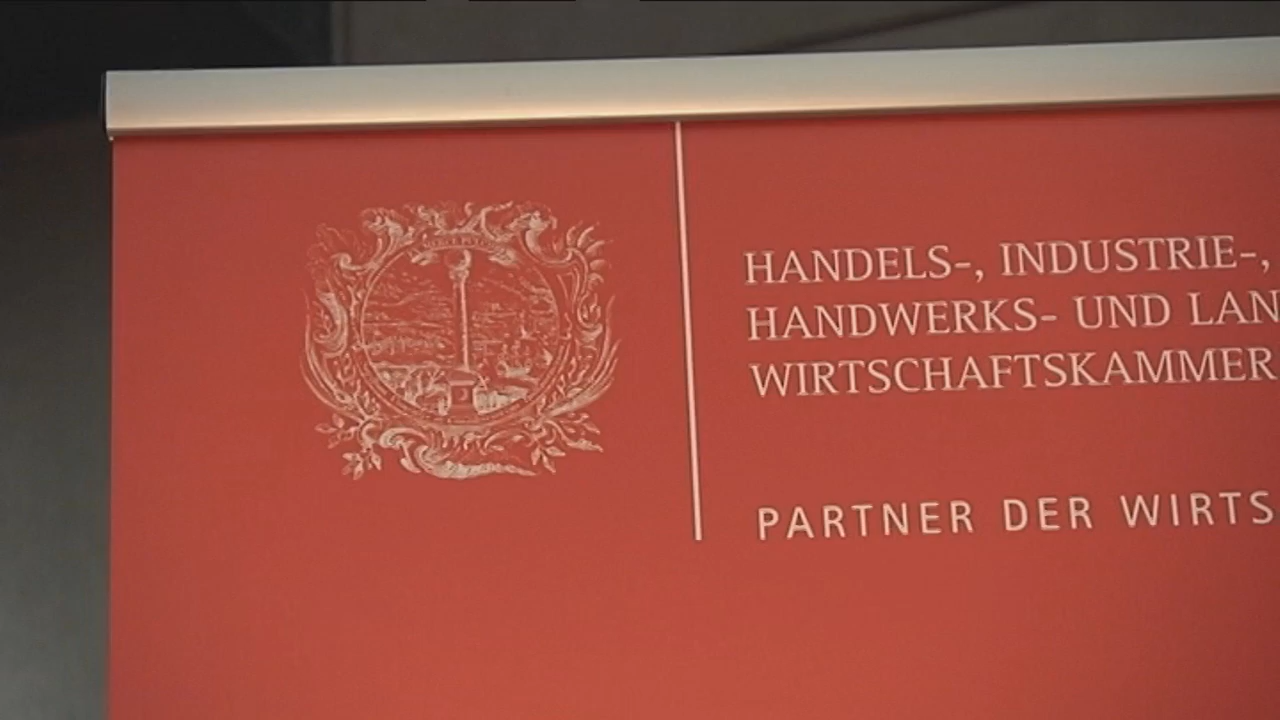 HANDELS-, INDUSTRIE-,
HANDWERKS- UND LAN
WIRTSCHAFTSKAMMER
PARTNER DER WIRTS